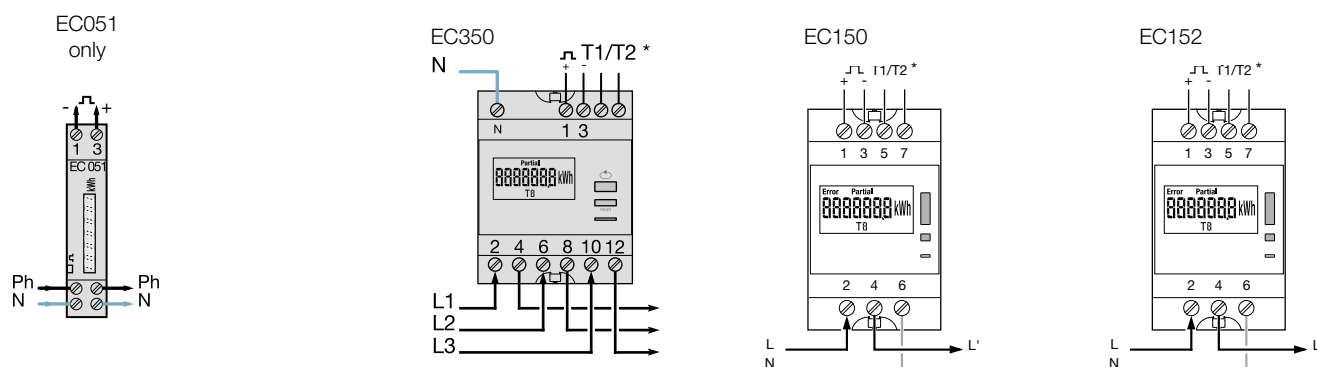 EC051
only
- +
1 3
EC 051
kWh
Ph Ph
N N
EC350
N
T1/T2 *
+ -
N 1 3
Partial
8888888 kWh
T8
reset
2 4 6 8 10 12
L1
L2
L3
EC150
T1/T2 *
+ -
1 3 5 7
Error Partial
8888888 kWh
T8
2 4 6
L L'
N
EC152
T1/T2 *
+ -
1 3 5 7
Error Partial
8888888 kWh
T8
2 4 6
L L
N